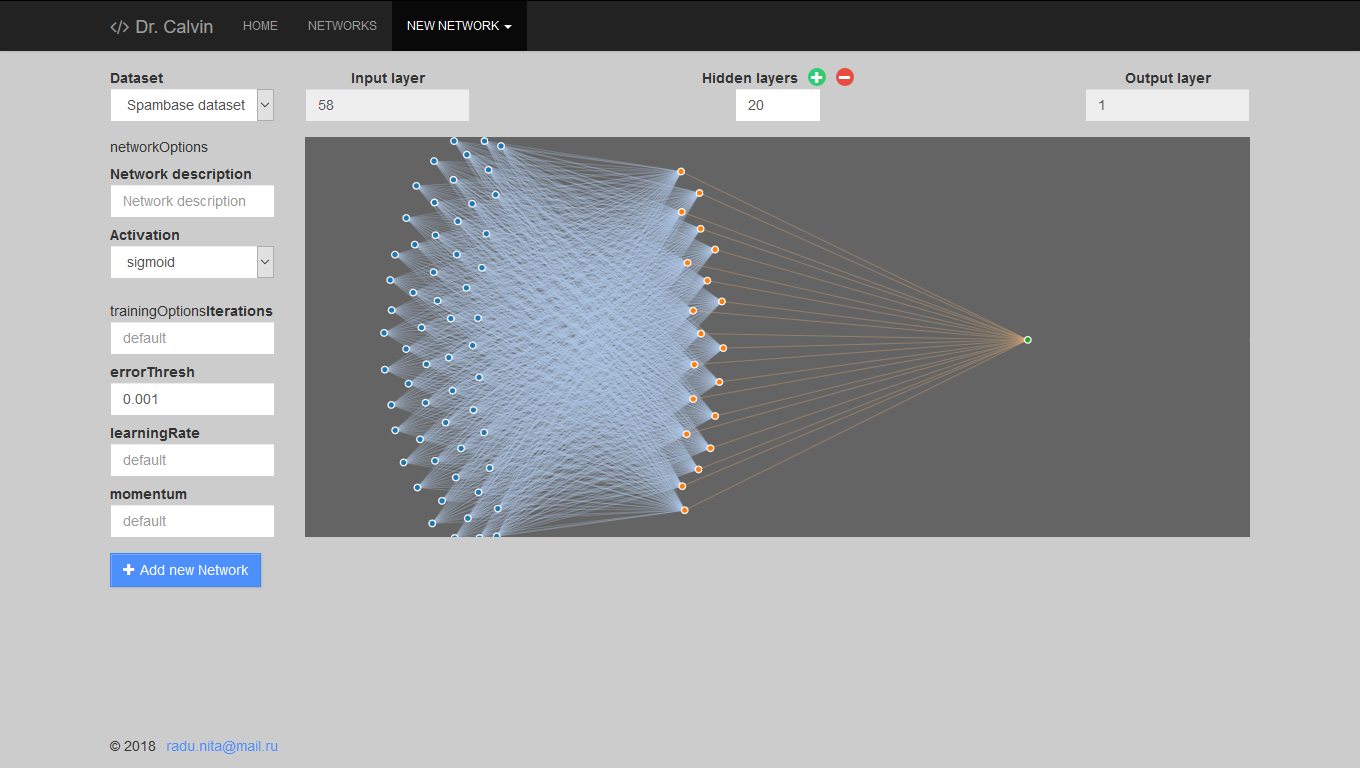 </> Dr. Calvin HOME NETWORKS NEW NETWORK
Dataset
Spambase dataset
networkOptions
Network description
Network description
Activation
sigmoid
trainingOptionsIterations
default
errorThresh
0.001
learningRate
default
momentum
default
Add new Network
Input layer
58
Hidden layers
20
Output layer
1
© 2018 radu.nita@mail.ru